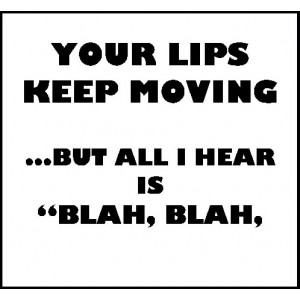 YOUR LIPS
KEEP MOVING
...BUT ALL I HEAR
IS
“BLAH, BLAH,